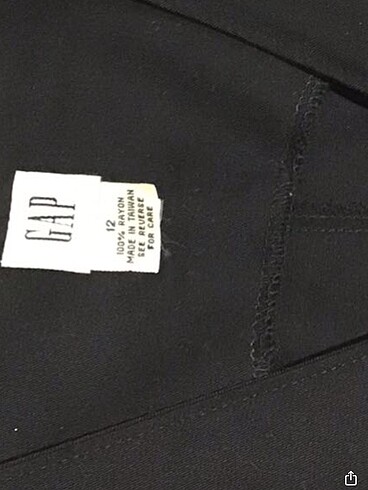 GAP
12
100% RAYON
MADE IN TAIWAN
SEE REVERSE
FOR CARE